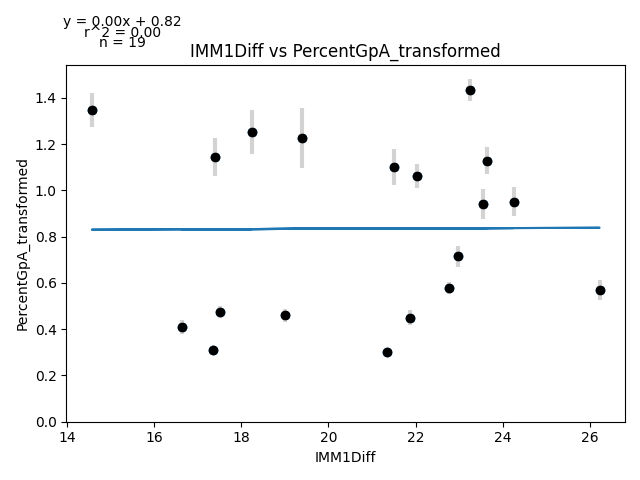 y = 0.00x + 0.82
r^2 = 0.00
n = 19
IMM1Diff vs PercentGpA_transformed
PercentGpA_transformed
1.4
1.2
1.0
0.8
0.6
0.4
0.2
0.0
14
16
18
20
22
24
26
IMM1Diff